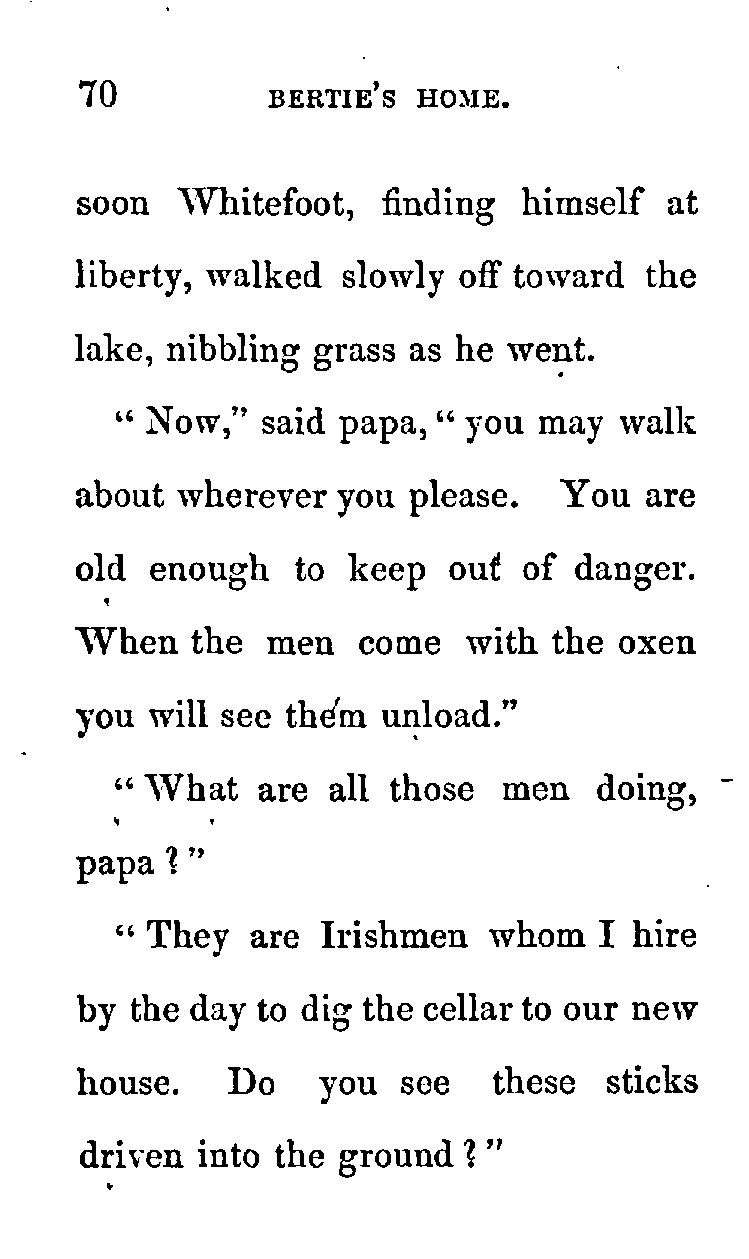 70 BERTIE'S HOME.
soon Whitefoot, finding himself at
liberty, walked slowly off toward the
lake, nibbling grass as he went.
" Now," said papa, " you may walk
about wherever you please. You are
old enough to keep out of danger.
When the men come with the oxen
you will see them unload."
" What are all those men doing,
papa ? "
" They are Irishmen whom I hire
by the day to dig the cellar to our new
house. Do you see these sticks
driven into the ground ? "